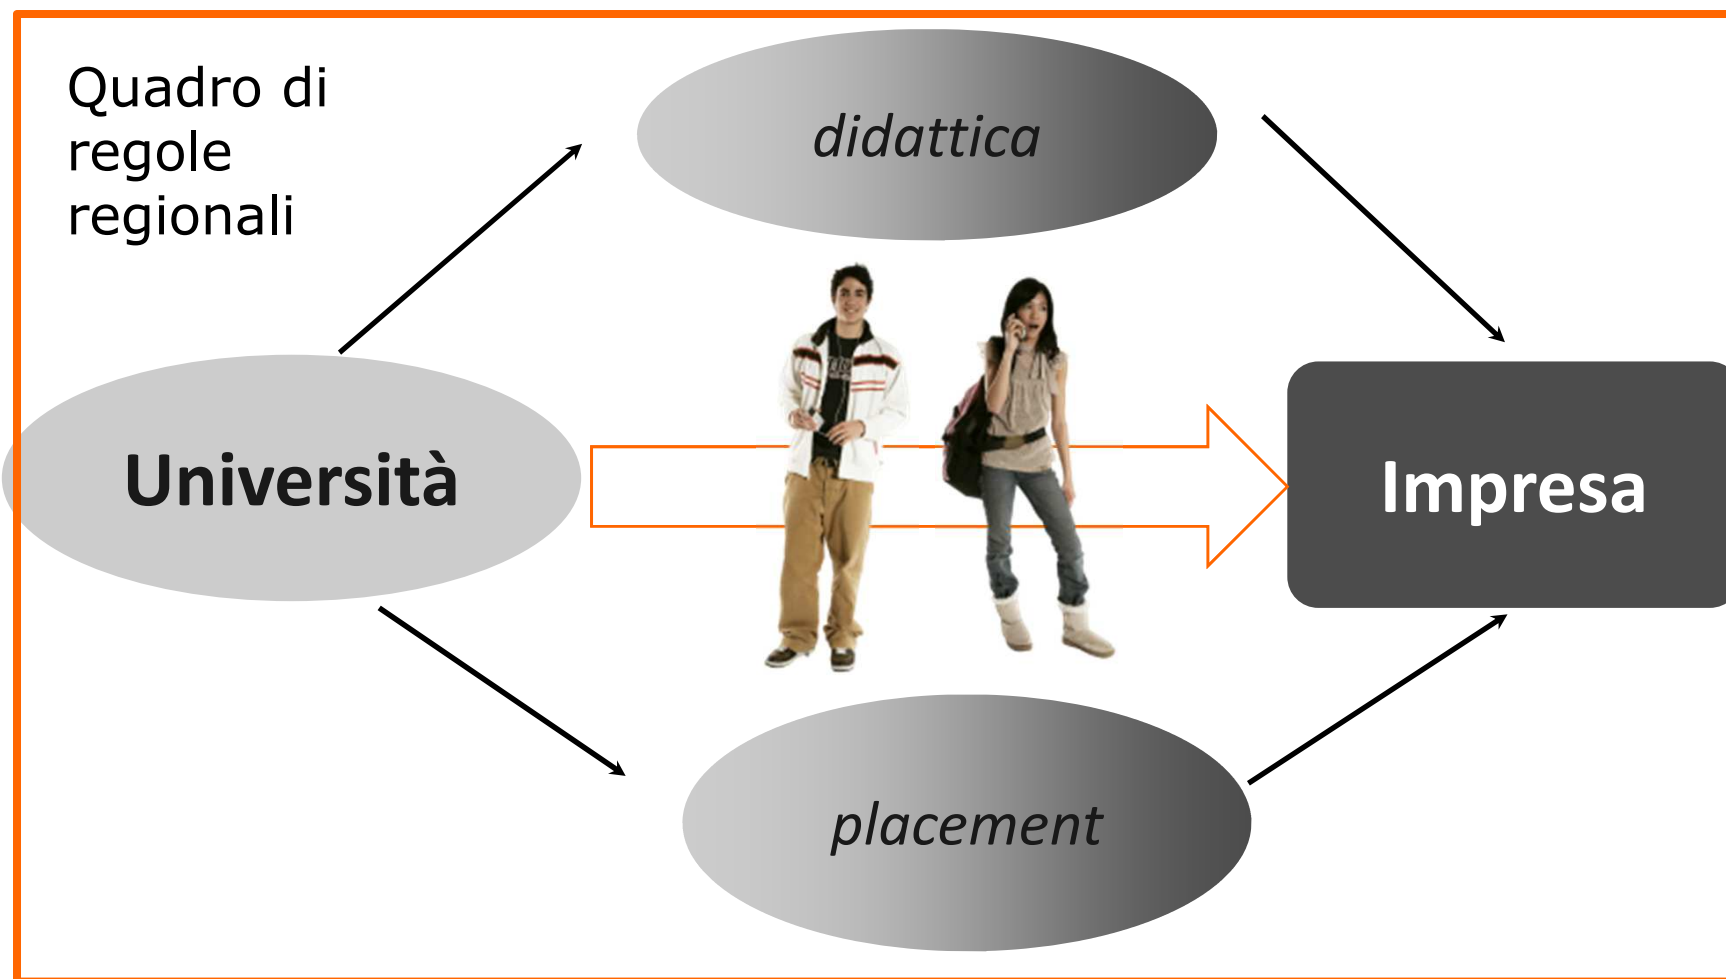 Quadro di
regole
regionali
didattica
Università
Impresa
placement